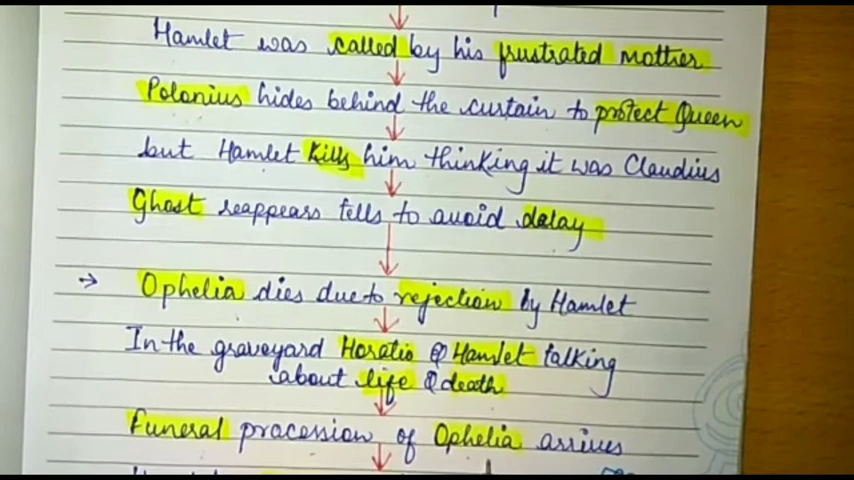 Hamlet was called by his frustrated mother
Polonius hides behind the curtain to protect Queen
but Hamlet kills him thinking it was Claudius
Ghost reappears tells to avoid delay
→ Ophelia dies due to rejection by Hamlet
In the graveyard Horatio & Hamlet talking
about life & death
Funeral procession of Ophelia arrives